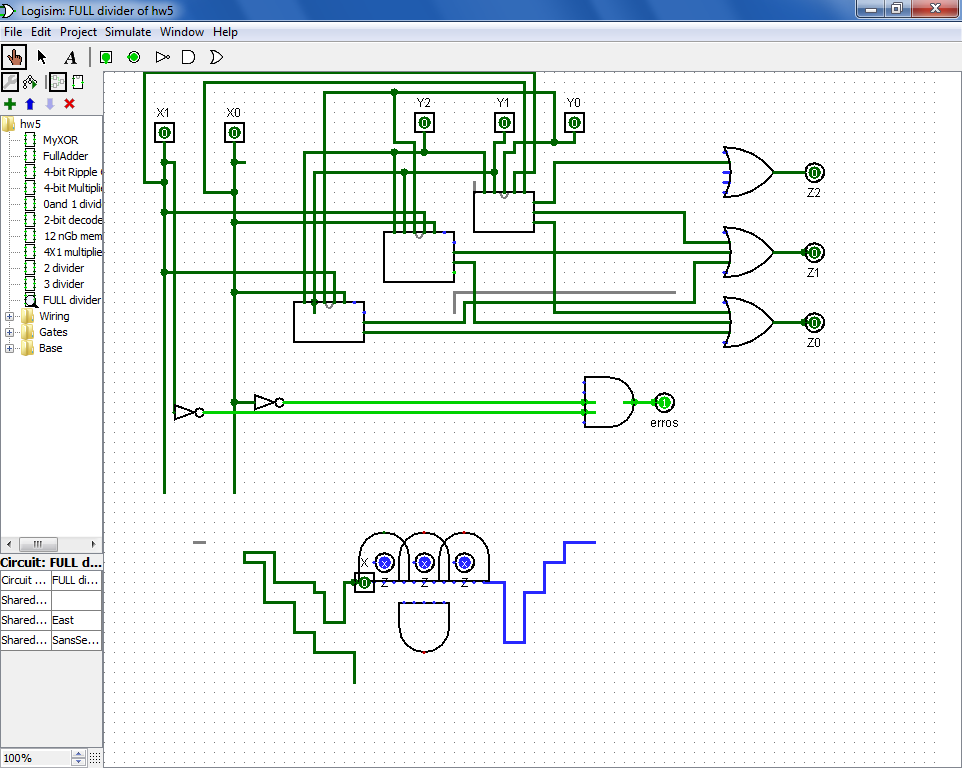 Logisim: FULL divider of hw5
File Edit Project Simulate Window Help
A
hw5
MyXOR
FullAdder
4-bit Ripple
4-bit Multipli
0and 1 divid
2-bit decode
12 nGb mem
4X1 multiplie
2 divider
3 divider
FULL divider
Wiring
Gates
Base
Circuit: FULL d...
Circuit ... FULL di...
Shared...
Shared... East
Shared... SansSe...
100%
X1 X0 Y2 Y1 Y0
0 0 0 0 0
0
Z2
0
Z1
0
Z0
1
erros
X x x x
0 Z Z Z